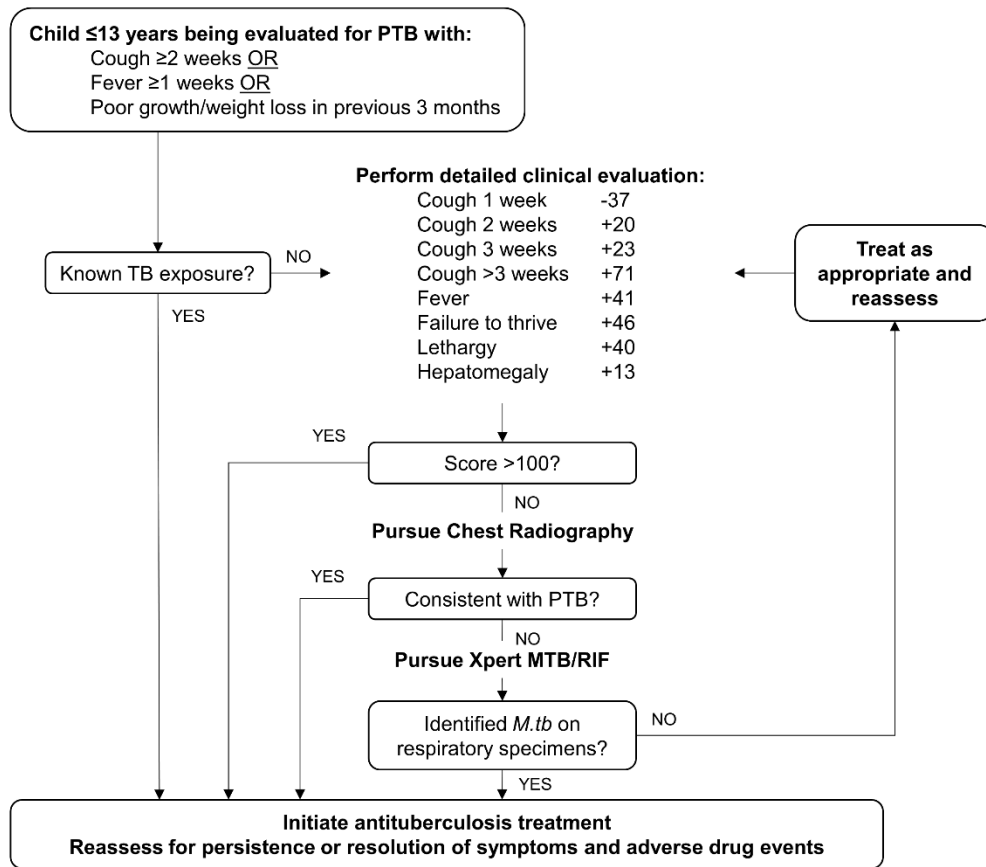 Child ≤13 years being evaluated for PTB with:
Cough ≥2 weeks OR
Fever ≥1 weeks OR
Poor growth/weight loss in previous 3 months
Known TB exposure?
NO
YES
Perform detailed clinical evaluation:
Cough 1 week -37
Cough 2 weeks +20
Cough 3 weeks +23
Cough >3 weeks +71
Fever +41
Failure to thrive +46
Lethargy +40
Hepatomegaly +13
Treat as
appropriate and
reassess
YES
Score >100?
NO
Pursue Chest Radiography
YES
Consistent with PTB?
NO
Pursue Xpert MTB/RIF
Identified M.tb on
respiratory specimens?
NO
YES
Initiate antituberculosis treatment
Reassess for persistence or resolution of symptoms and adverse drug events